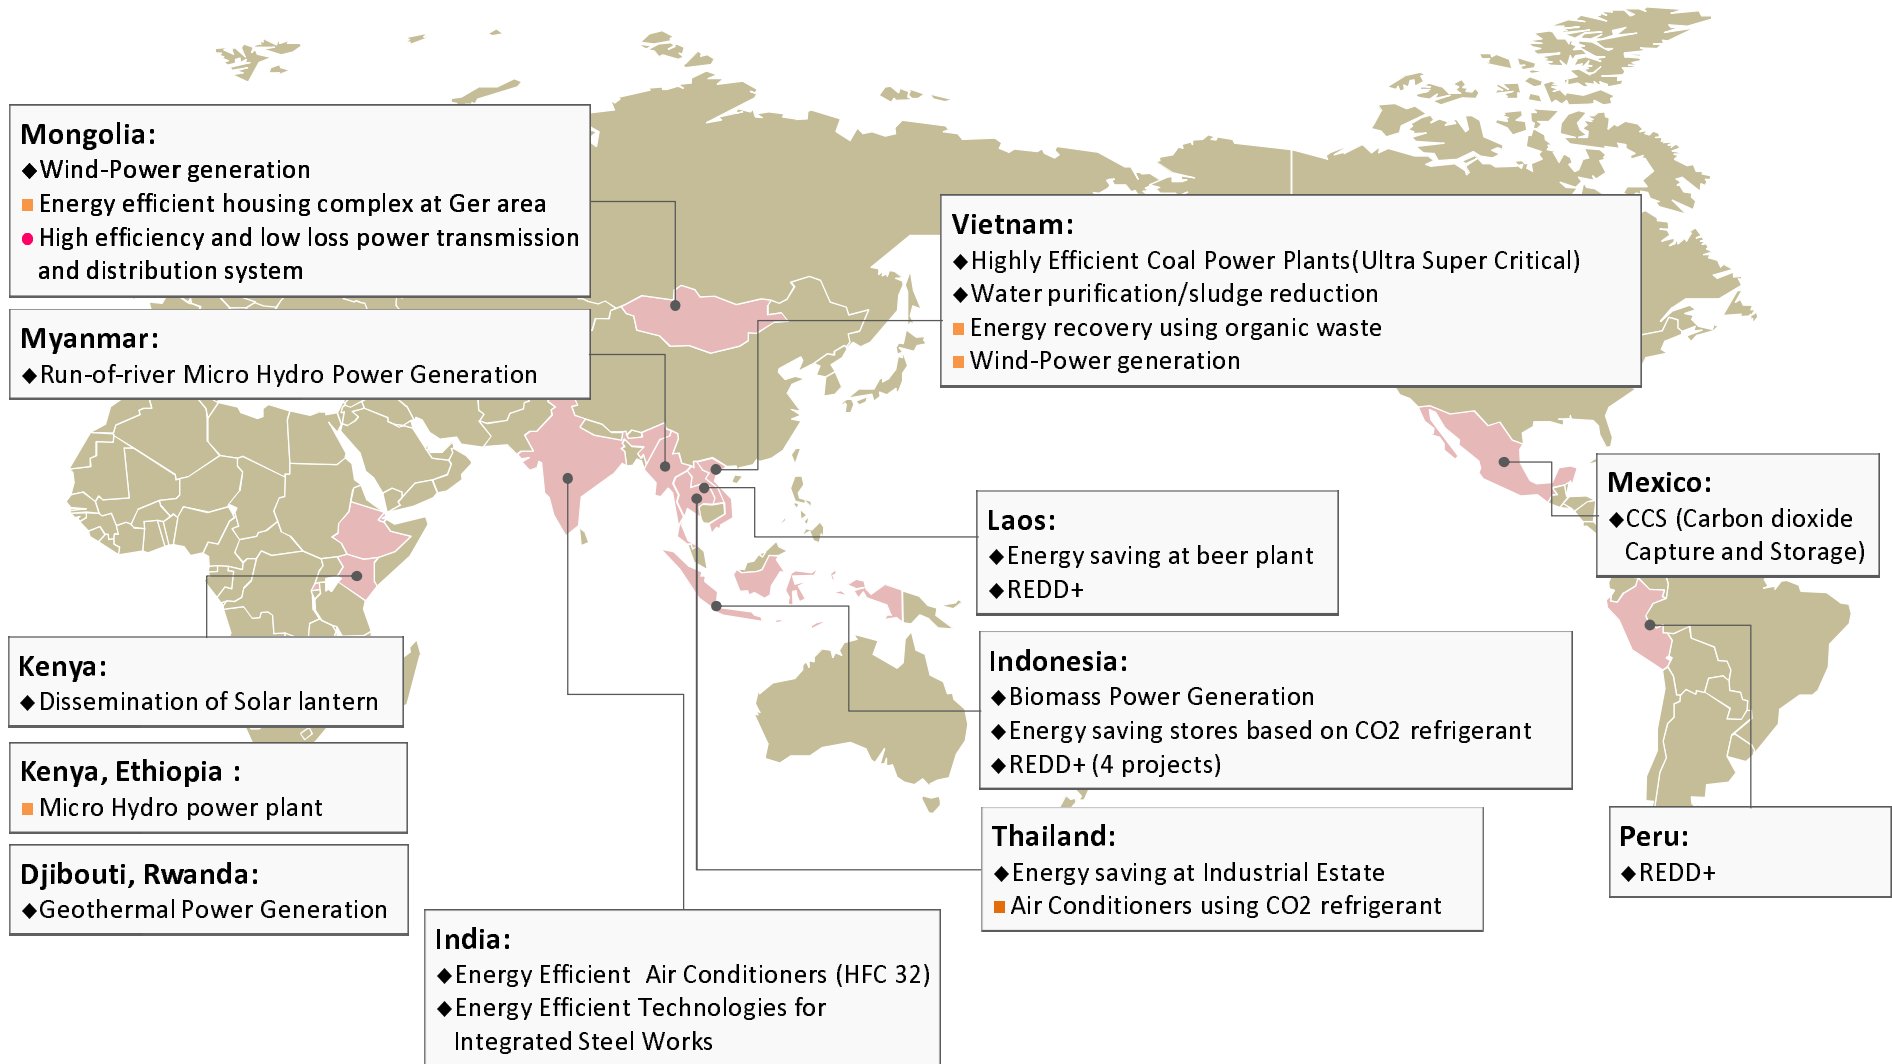 Mongolia:
◆Wind-Power generation
■Energy efficient housing complex at Ger area
●High efficiency and low loss power transmission
and distribution system
Myanmar:
◆Run-of-river Micro Hydro Power Generation
Vietnam:
◆Highly Efficient Coal Power Plants(Ultra Super Critical)
◆Water purification/sludge reduction
■Energy recovery using organic waste
■Wind-Power generation
Mexico:
◆CCS (Carbon dioxide
Capture and Storage)
Laos:
◆Energy saving at beer plant
◆REDD+
Kenya:
◆Dissemination of Solar lantern
Indonesia:
◆Biomass Power Generation
◆Energy saving stores based on CO2 refrigerant
◆REDD+ (4 projects)
Kenya, Ethiopia :
■Micro Hydro power plant
Thailand:
◆Energy saving at Industrial Estate
■Air Conditioners using CO2 refrigerant
Peru:
◆REDD+
Djibouti, Rwanda:
◆Geothermal Power Generation
India:
◆Energy Efficient  Air Conditioners (HFC 32)
◆Energy Efficient Technologies for
Integrated Steel Works